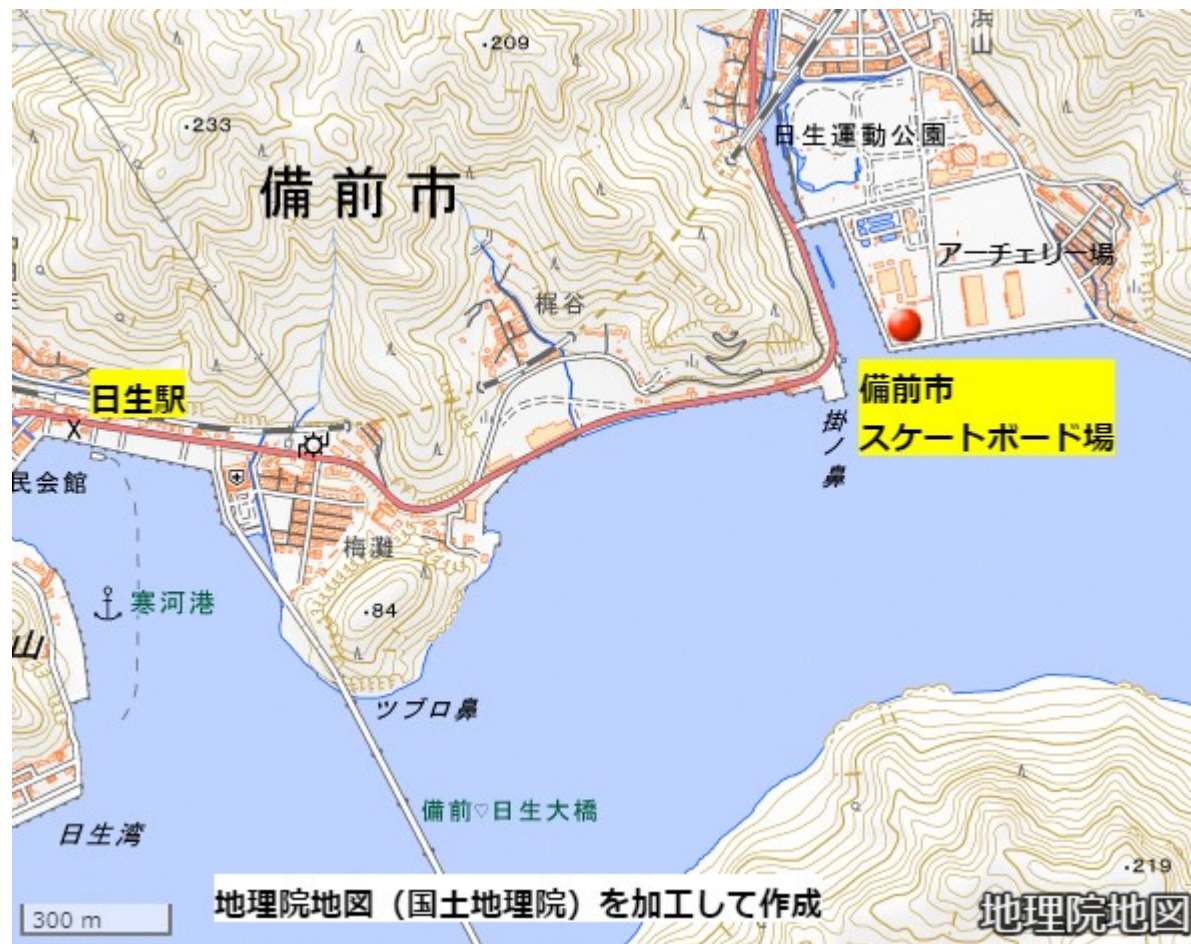 浜山
・209
・233
備前市
日生運動公園
アーチェリー場
梶谷
日生駅
備前市
スケートボード場
掛ノ鼻
民会館
梅灘
寒河港
・84
山
ツブロ鼻
備前♡日生大橋
日生湾
・219
300 m
地理院地図（国土地理院）を加工して作成
地理院地図